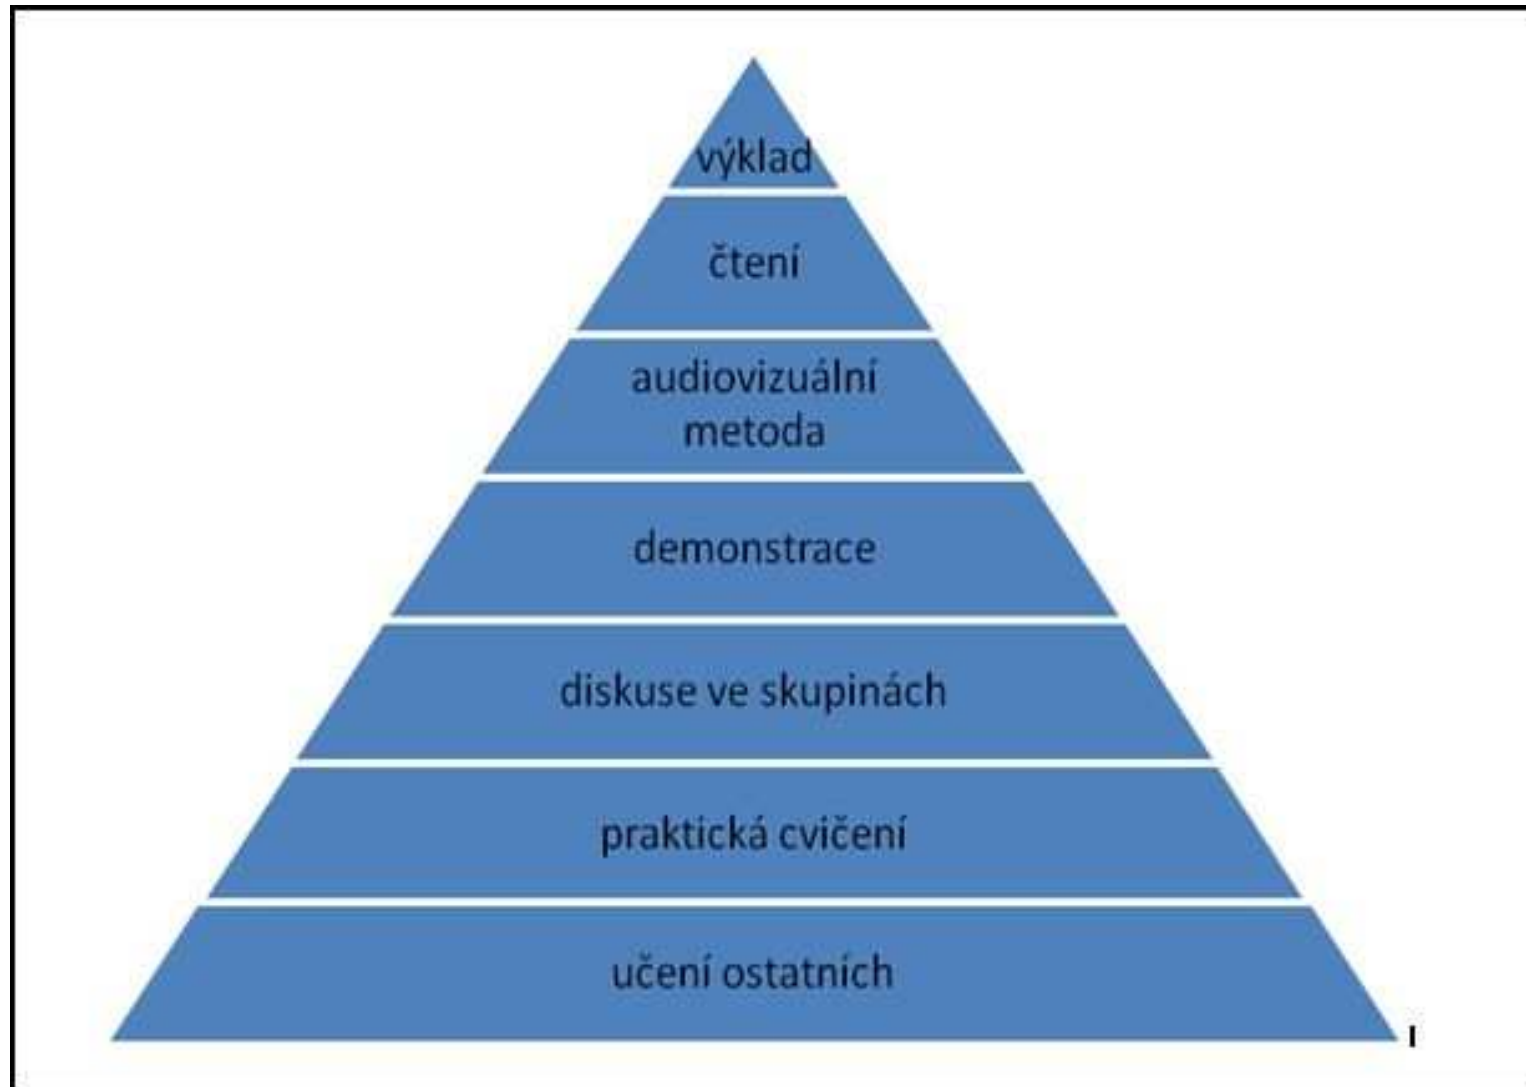 výklad
čtení
audiovizuální
metoda
demonstrace
diskuse ve skupinách
praktická cvičení
učení ostatních